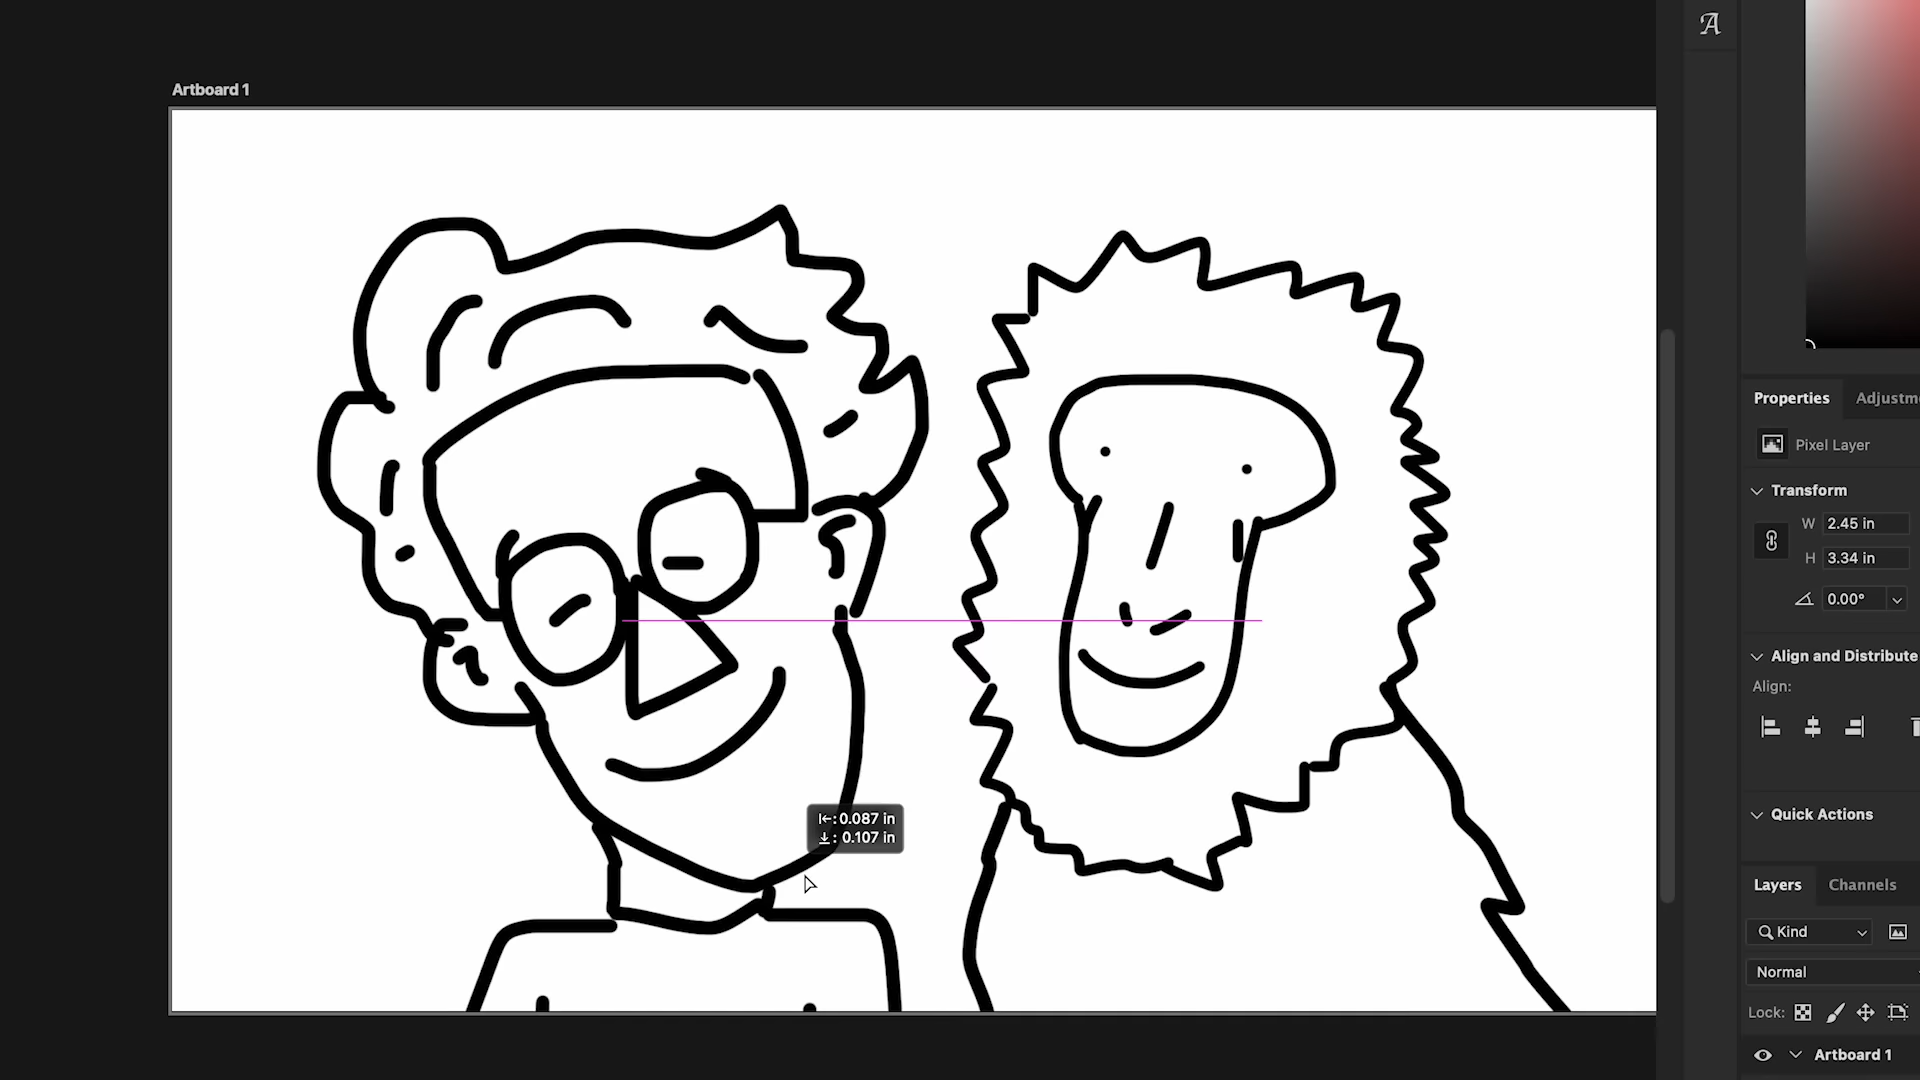 A
Artboard 1
Properties
Adjustm
Pixel Layer
Transform
W 2.45 in
H 3.34 in
0.00°
Align and Distribute
Align:
Quick Actions
: 0.087 in
: 0.107 in
Layers Channels
Kind
Normal
Lock:
Artboard 1